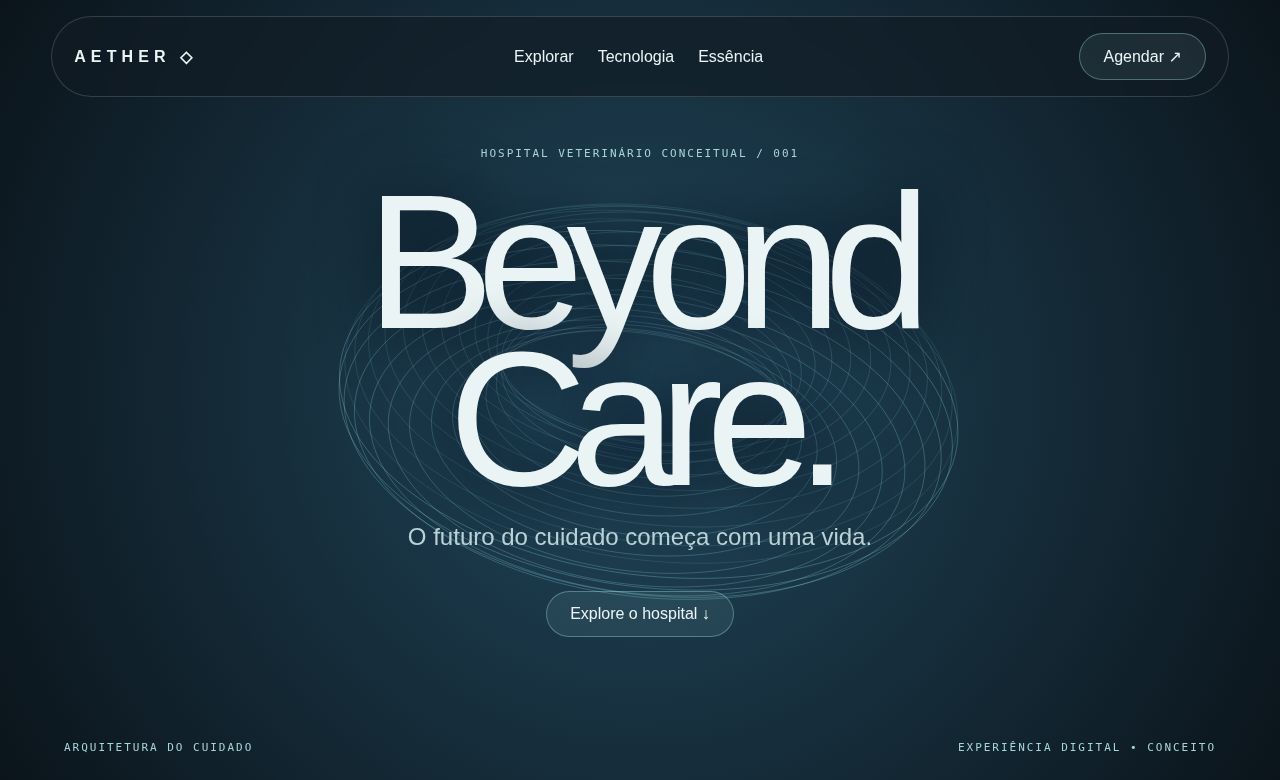 AETHER ◇
Explorar Tecnologia Essência
Agendar ↗
HOSPITAL VETERINÁRIO CONCEITUAL / 001
Beyond
Care.
O futuro do cuidado começa com uma vida.
Explore o hospital ↓
ARQUITETURA DO CUIDADO
EXPERIÊNCIA DIGITAL • CONCEITO